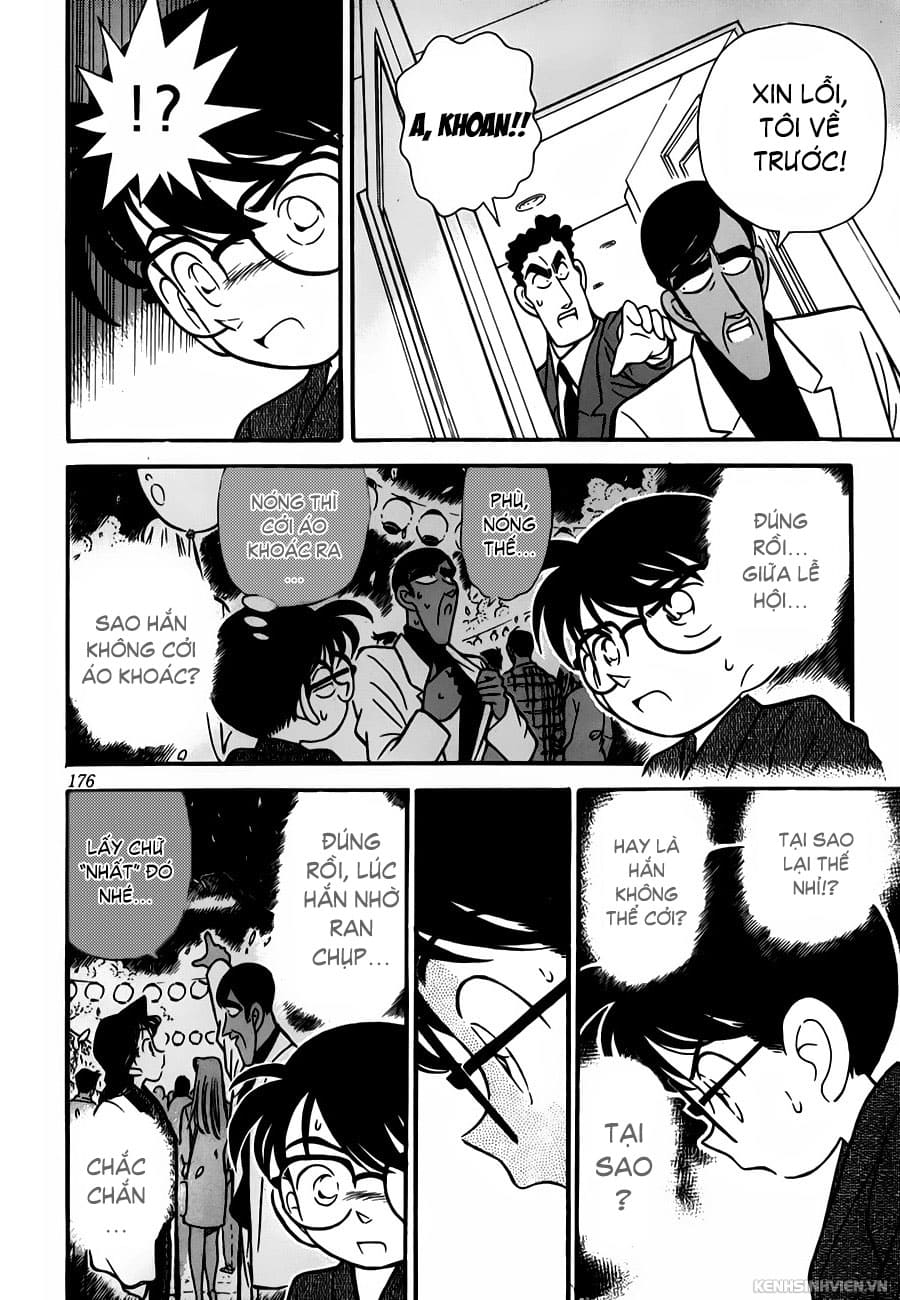 XIN LỖI,
TÔI VỀ
TRƯỚC!
A, KHOAN!!
!?
ĐÚNG
RỒI...
GIỮA LỄ
HỘI...
PHÙ,
NÓNG
THẾ...
NÓNG THÌ
CỞI ÁO
KHOÁC RA
...
SAO HẮN
KHÔNG CỞI
ÁO KHOÁC?
176
TẠI SAO
LẠI THẾ
NHỈ!?
HAY LÀ
HẮN
KHÔNG
THỂ CỞI?
TẠI
SAO
?
ĐÚNG
RỒI, LÚC
HẮN NHỜ
RAN
CHỤP...
LẤY CHỮ
“NHẤT” ĐÓ
NHÉ...
CHẮC
CHẮN
...
KENHSINHVIEN.VN